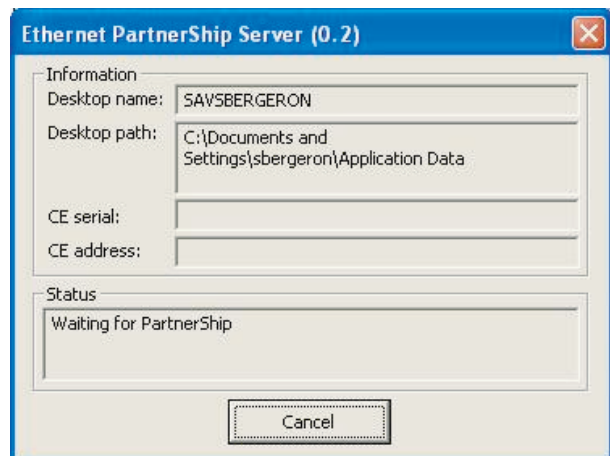 Ethernet PartnerShip Server (0.2)
Information
Desktop name: SAVSBERGERON
Desktop path: C:\Documents and
Settings\sbergeron\Application Data
CE serial:
CE address:
Status
Waiting for PartnerShip
Cancel